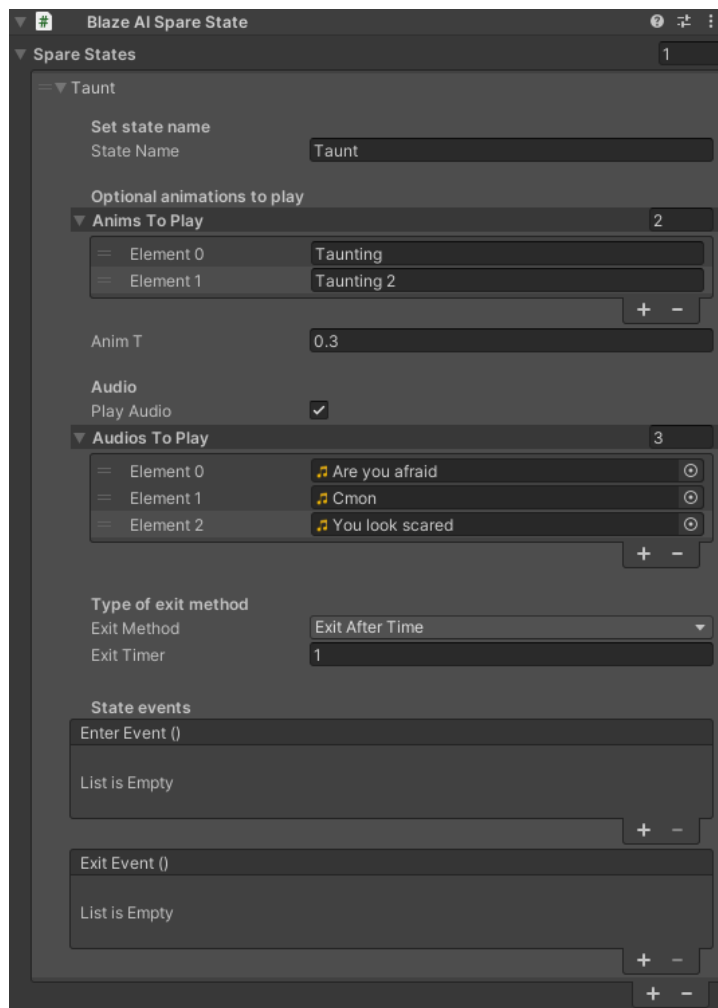 # Blaze AI Spare State
Spare States 1
Taunt
Set state name
State Name Taunt
Optional animations to play
Anims To Play 2
Element 0 Taunting
Element 1 Taunting 2
+ −
Anim T 0.3
Audio
Play Audio
Audios To Play 3
Element 0 Are you afraid
Element 1 Cmon
Element 2 You look scared
+ −
Type of exit method
Exit Method Exit After Time
Exit Timer 1
State events
Enter Event ()
List is Empty
+ −
Exit Event ()
List is Empty
+ −
+ −